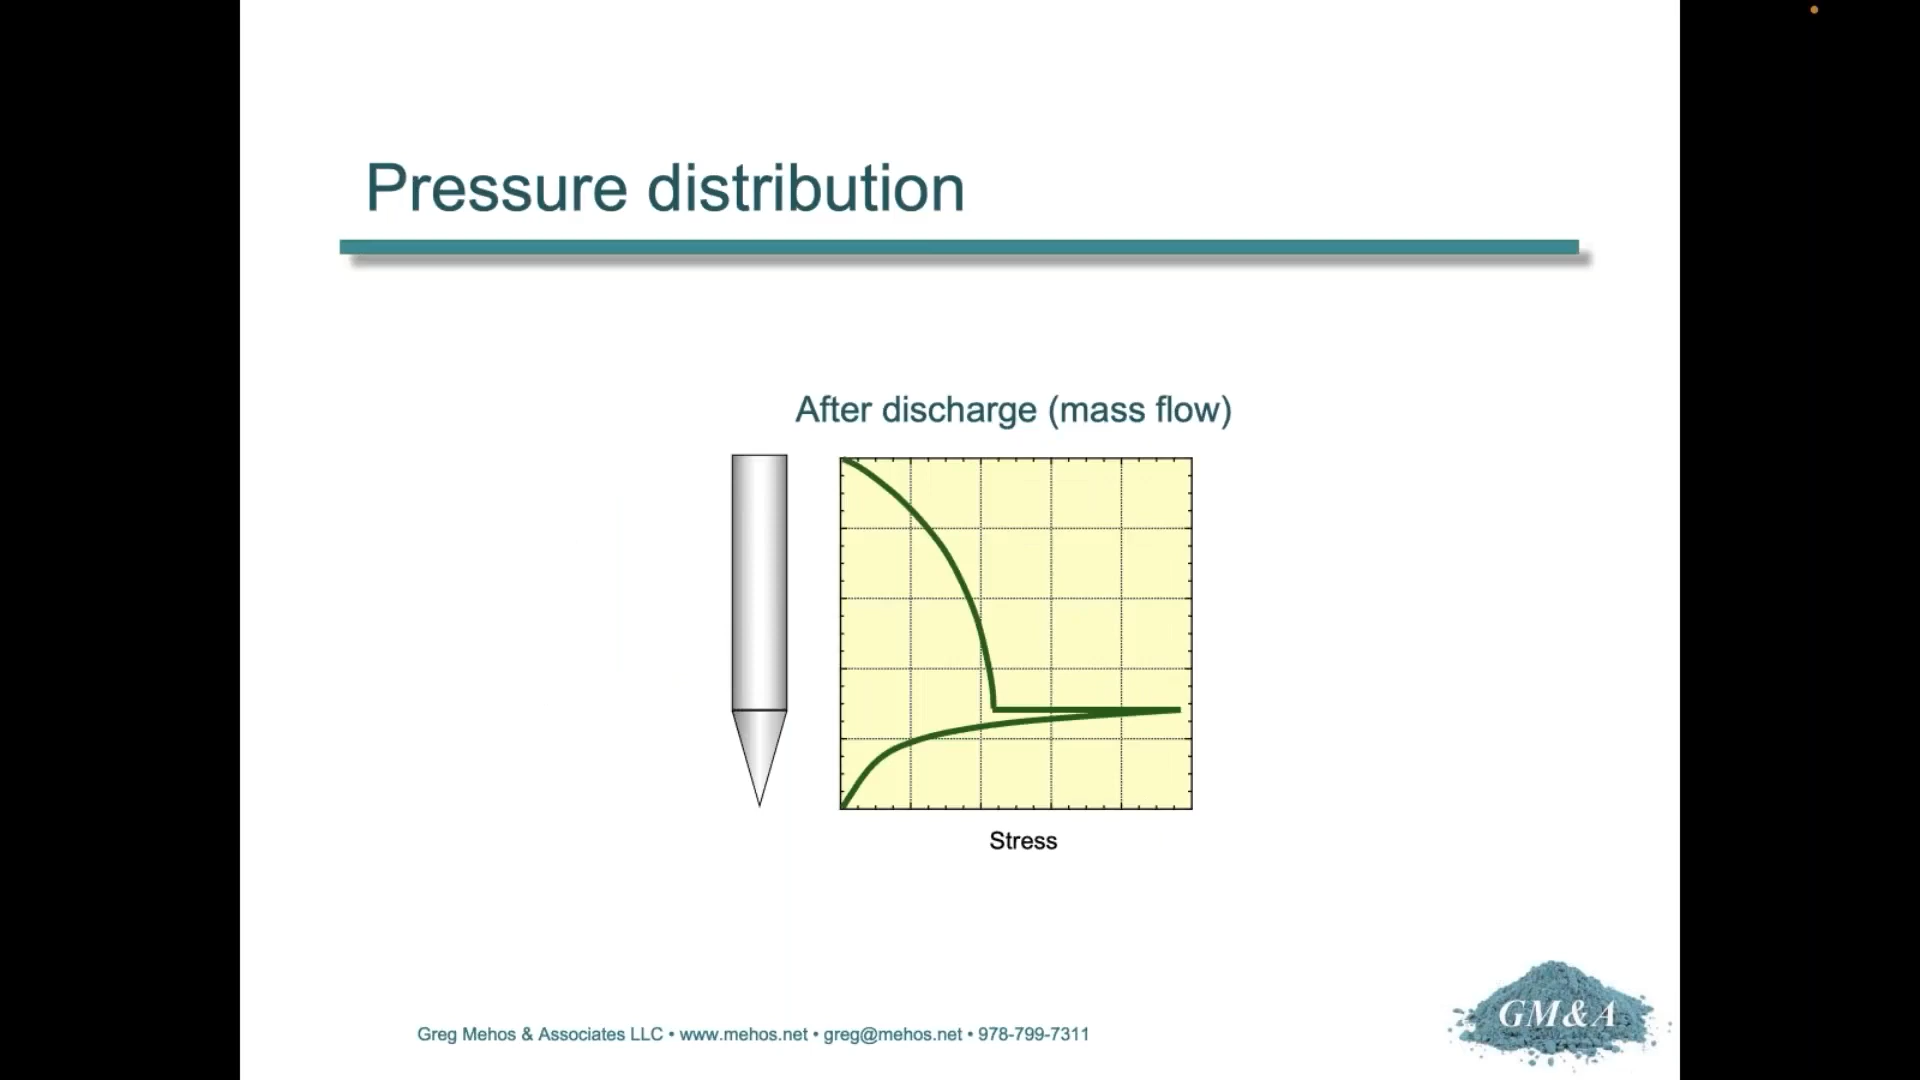 Pressure distribution
After discharge (mass flow)
Stress
Greg Mehos & Associates LLC • www.mehos.net • greg@mehos.net • 978-799-7311
GM&A